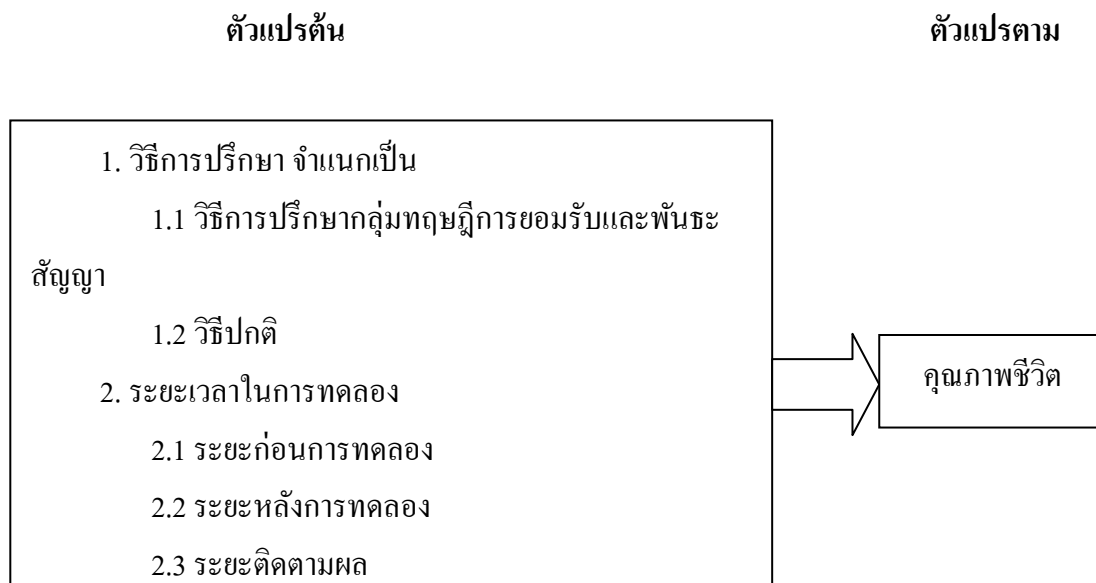 ตัวแปรต้น
ตัวแปรตาม
1. วิธีการปรึกษา จำแนกเป็น
1.1 วิธีการปรึกษากลุ่มทฤษฎีการยอมรับและพันธะ
สัญญา
1.2 วิธีปกติ
2. ระยะเวลาในการทดลอง
2.1 ระยะก่อนการทดลอง
2.2 ระยะหลังการทดลอง
2.3 ระยะติดตามผล
คุณภาพชีวิต